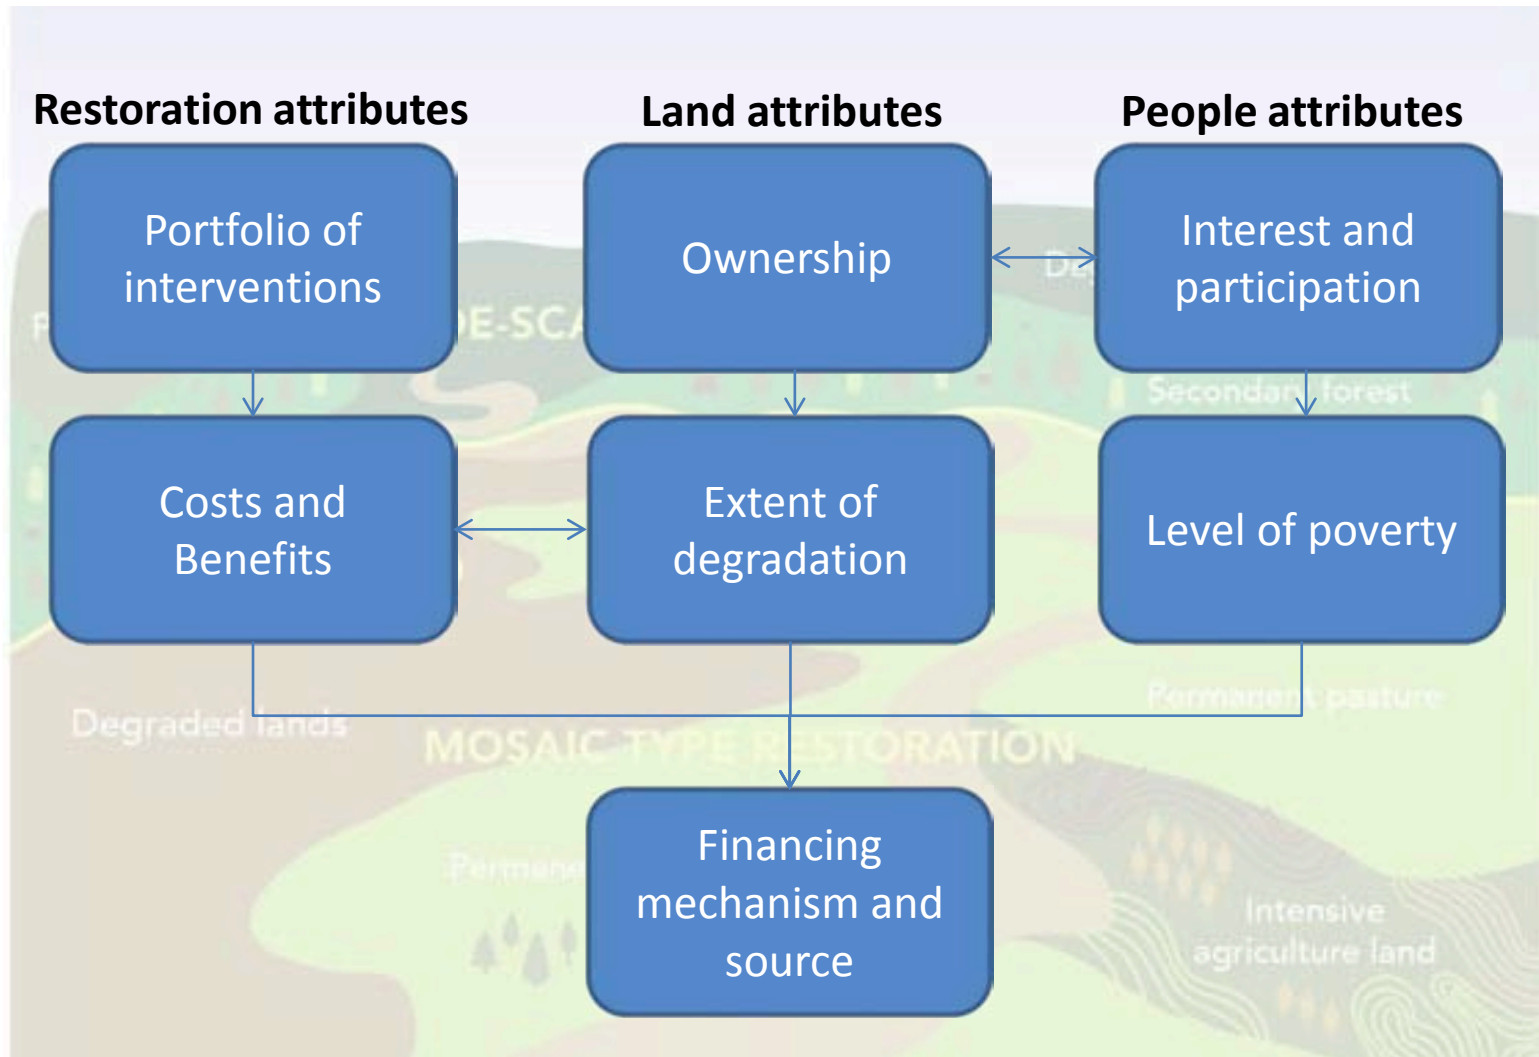 Restoration attributes
Land attributes
People attributes
Portfolio of
interventions
Ownership
Interest and
participation
DE-SCA
Secondary forest
Costs and
Benefits
Extent of
degradation
Level of poverty
Permanent pasture
Degraded lands
MOSAIC TYPE RESTORATION
Financing
mechanism and
source
Intensive
agriculture land